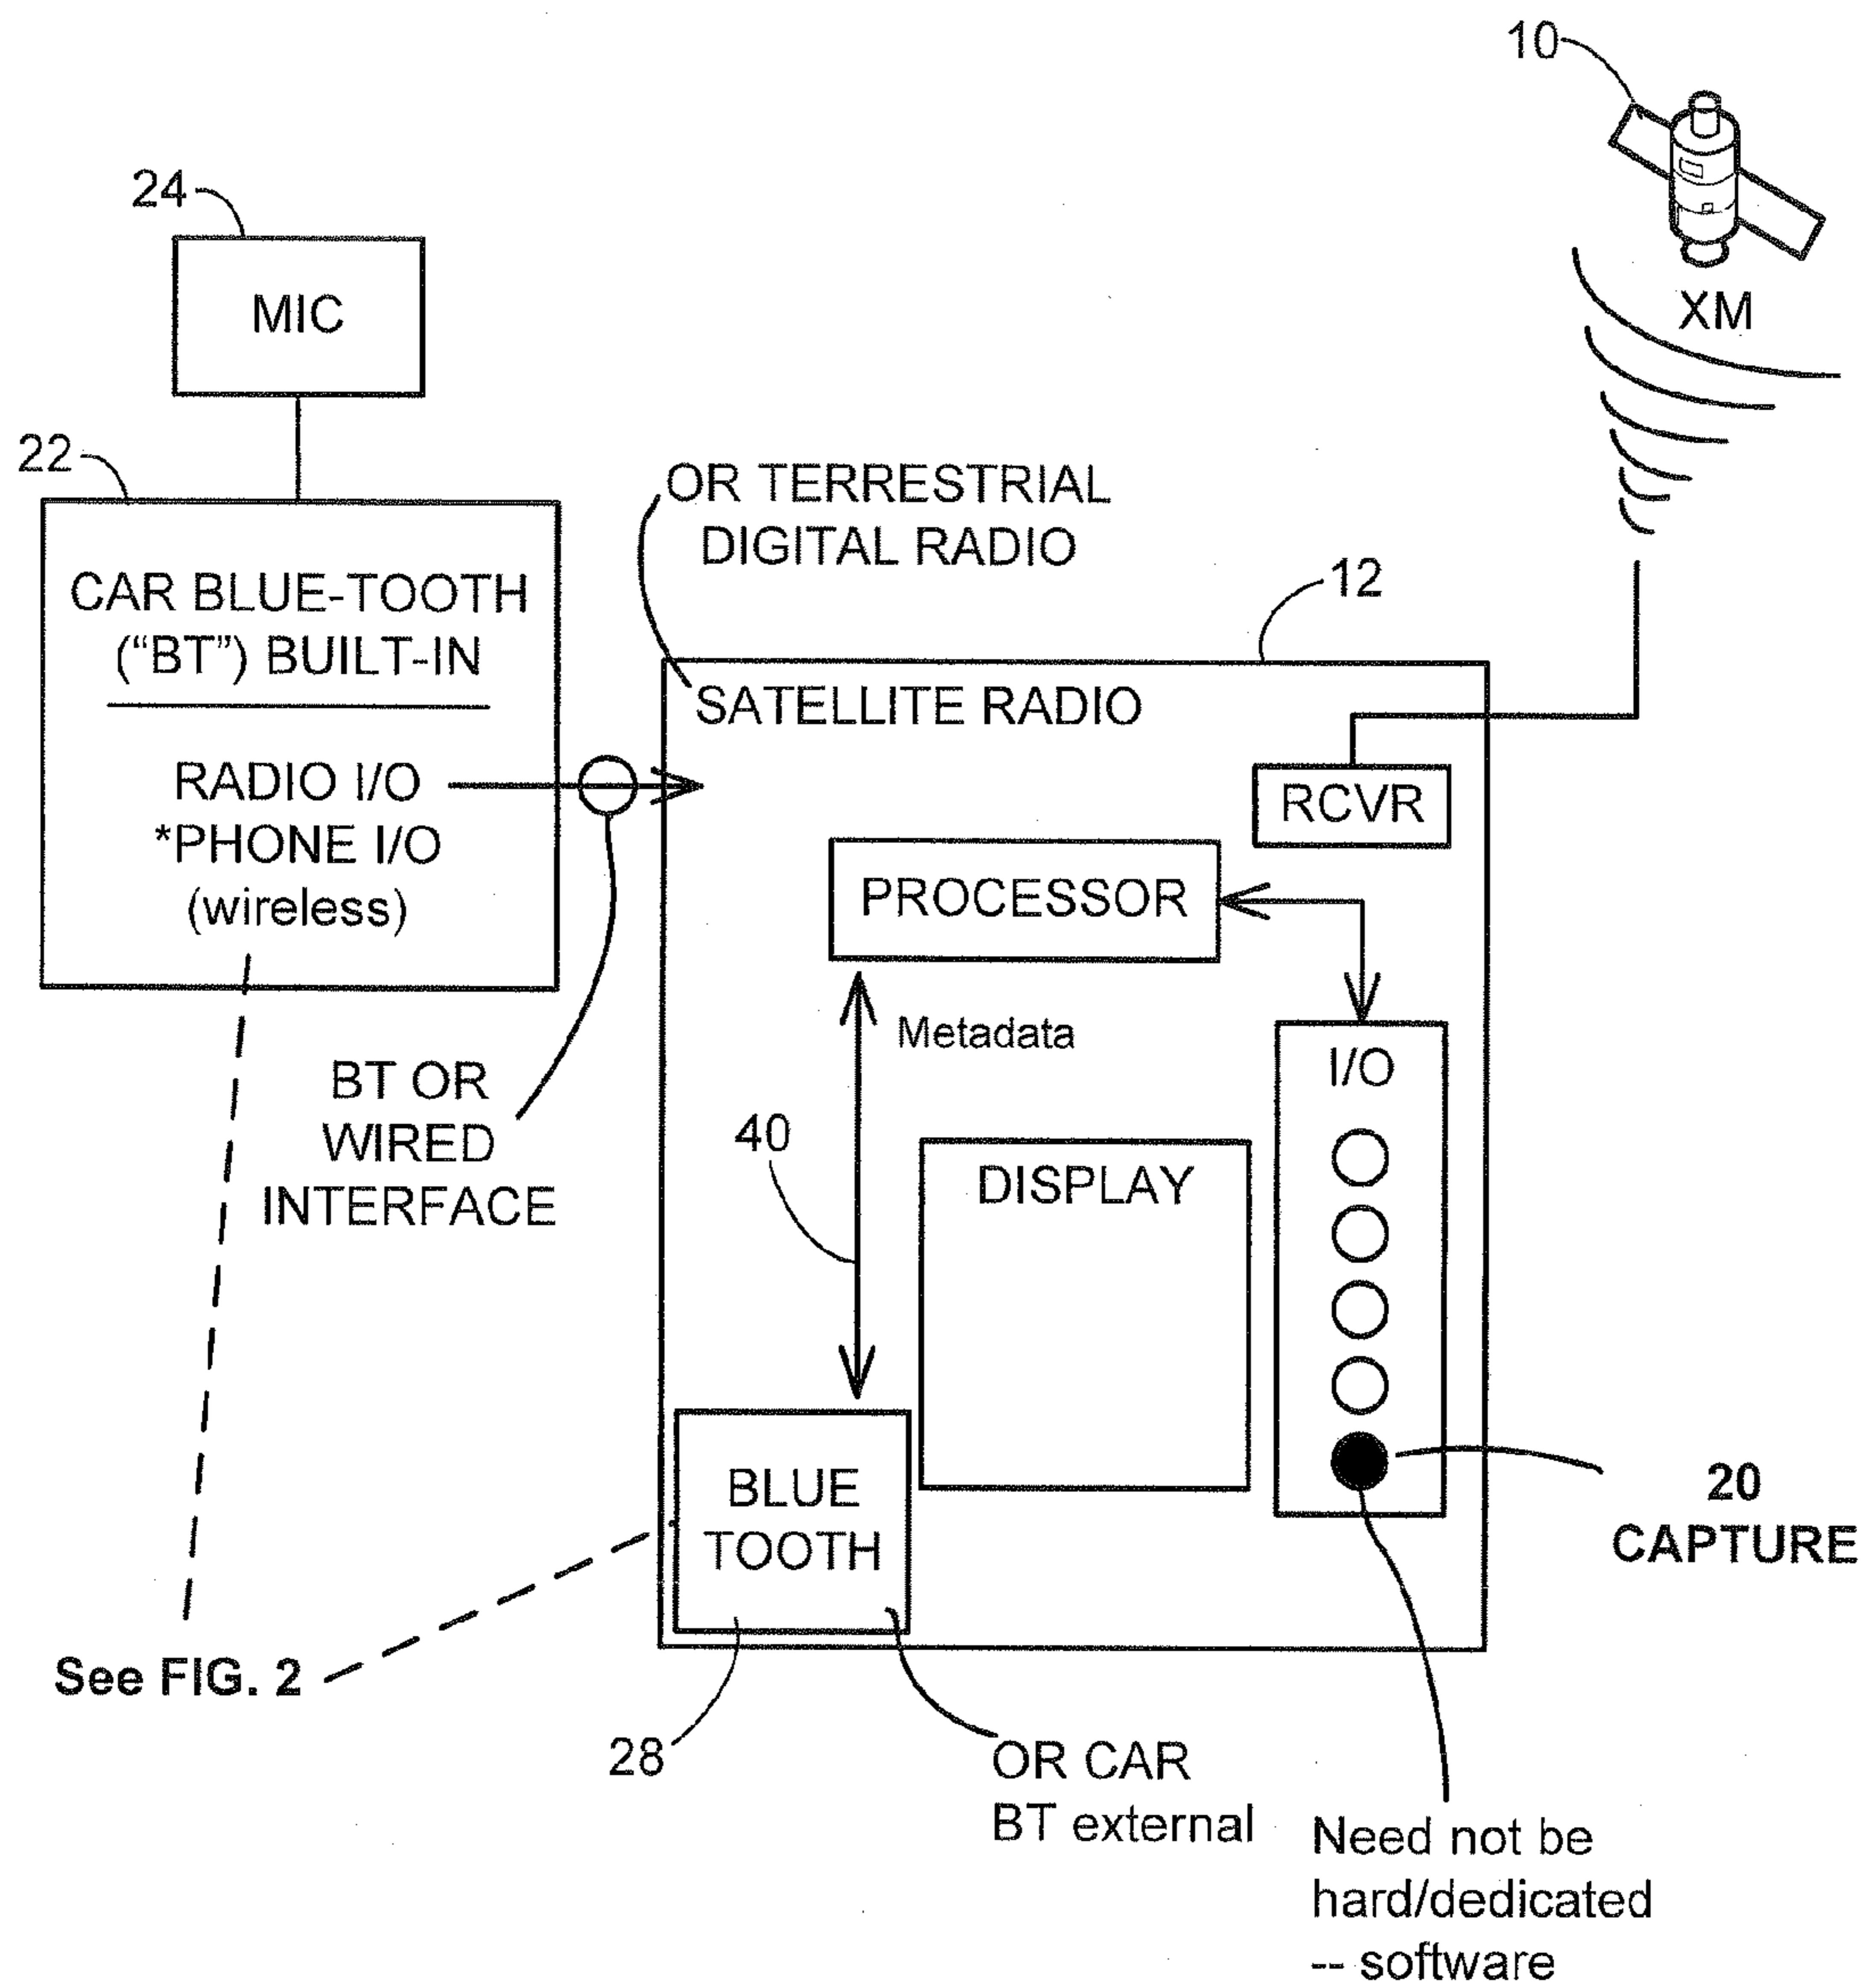 10
XM
24
MIC
22
CAR BLUE-TOOTH
("BT") BUILT-IN
RADIO I/O
*PHONE I/O
(wireless)
OR TERRESTRIAL
DIGITAL RADIO
12
SATELLITE RADIO
RCVR
PROCESSOR
Metadata
I/O
BT OR
WIRED
INTERFACE
40
DISPLAY
BLUE
TOOTH
20
CAPTURE
See FIG. 2
28
OR CAR
BT external
Need not be
hard/dedicated
-- software